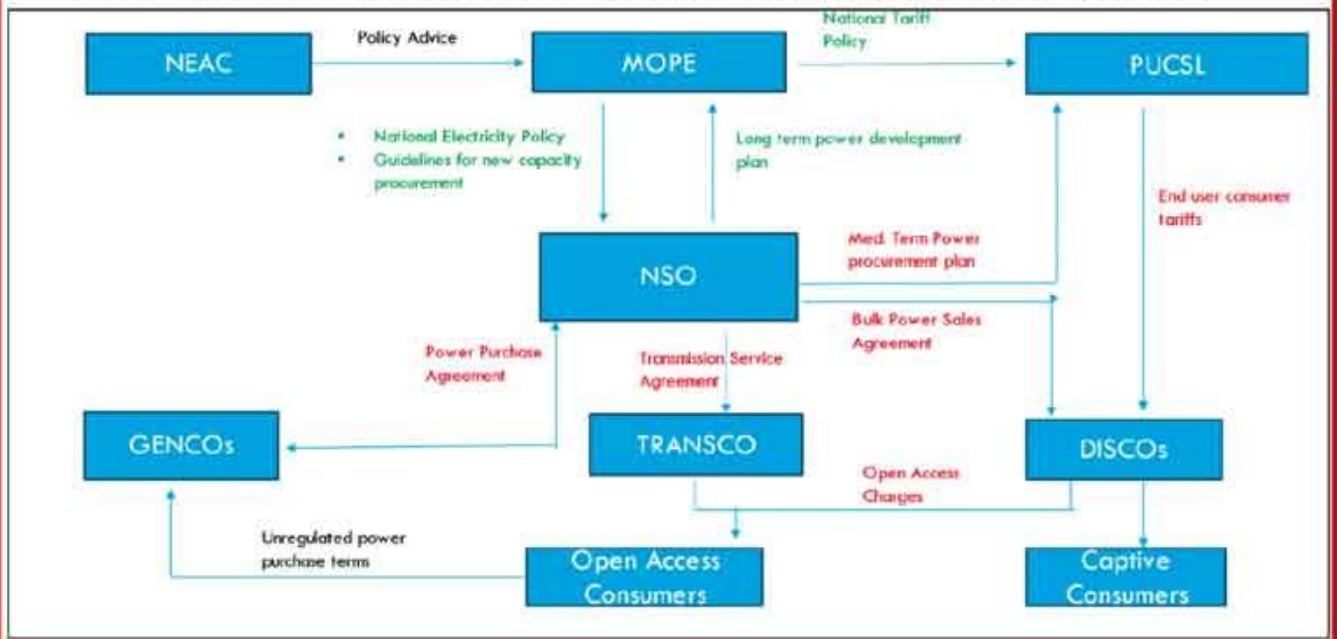 Policy Advice
National Tariff
Policy
NEAC
MOPE
PUCSL
• National Electricity Policy
• Guidelines for new capacity
procurement
Long term power development
plan
End user consumer
tariffs
NSO
Med. Term Power
procurement plan
Bulk Power Sales
Agreement
Power Purchase
Agreement
Transmission Service
Agreement
GENCOs
TRANSCO
DISCOs
Open Access
Charges
Unregulated power
purchase terms
Open Access
Consumers
Captive
Consumers